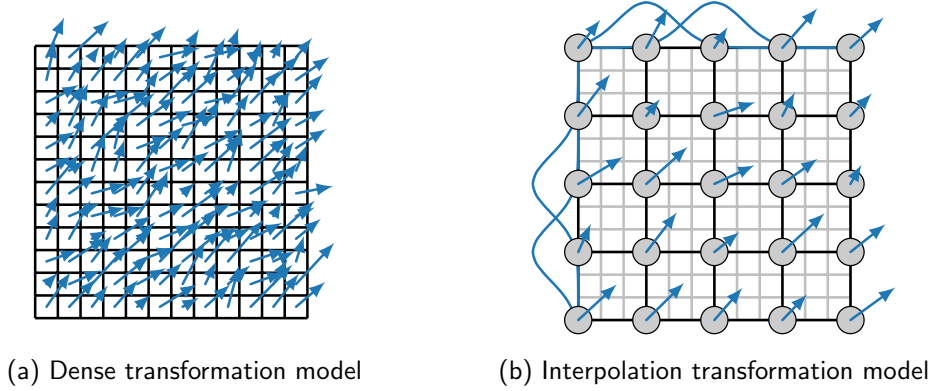 (a) Dense transformation model
(b) Interpolation transformation model